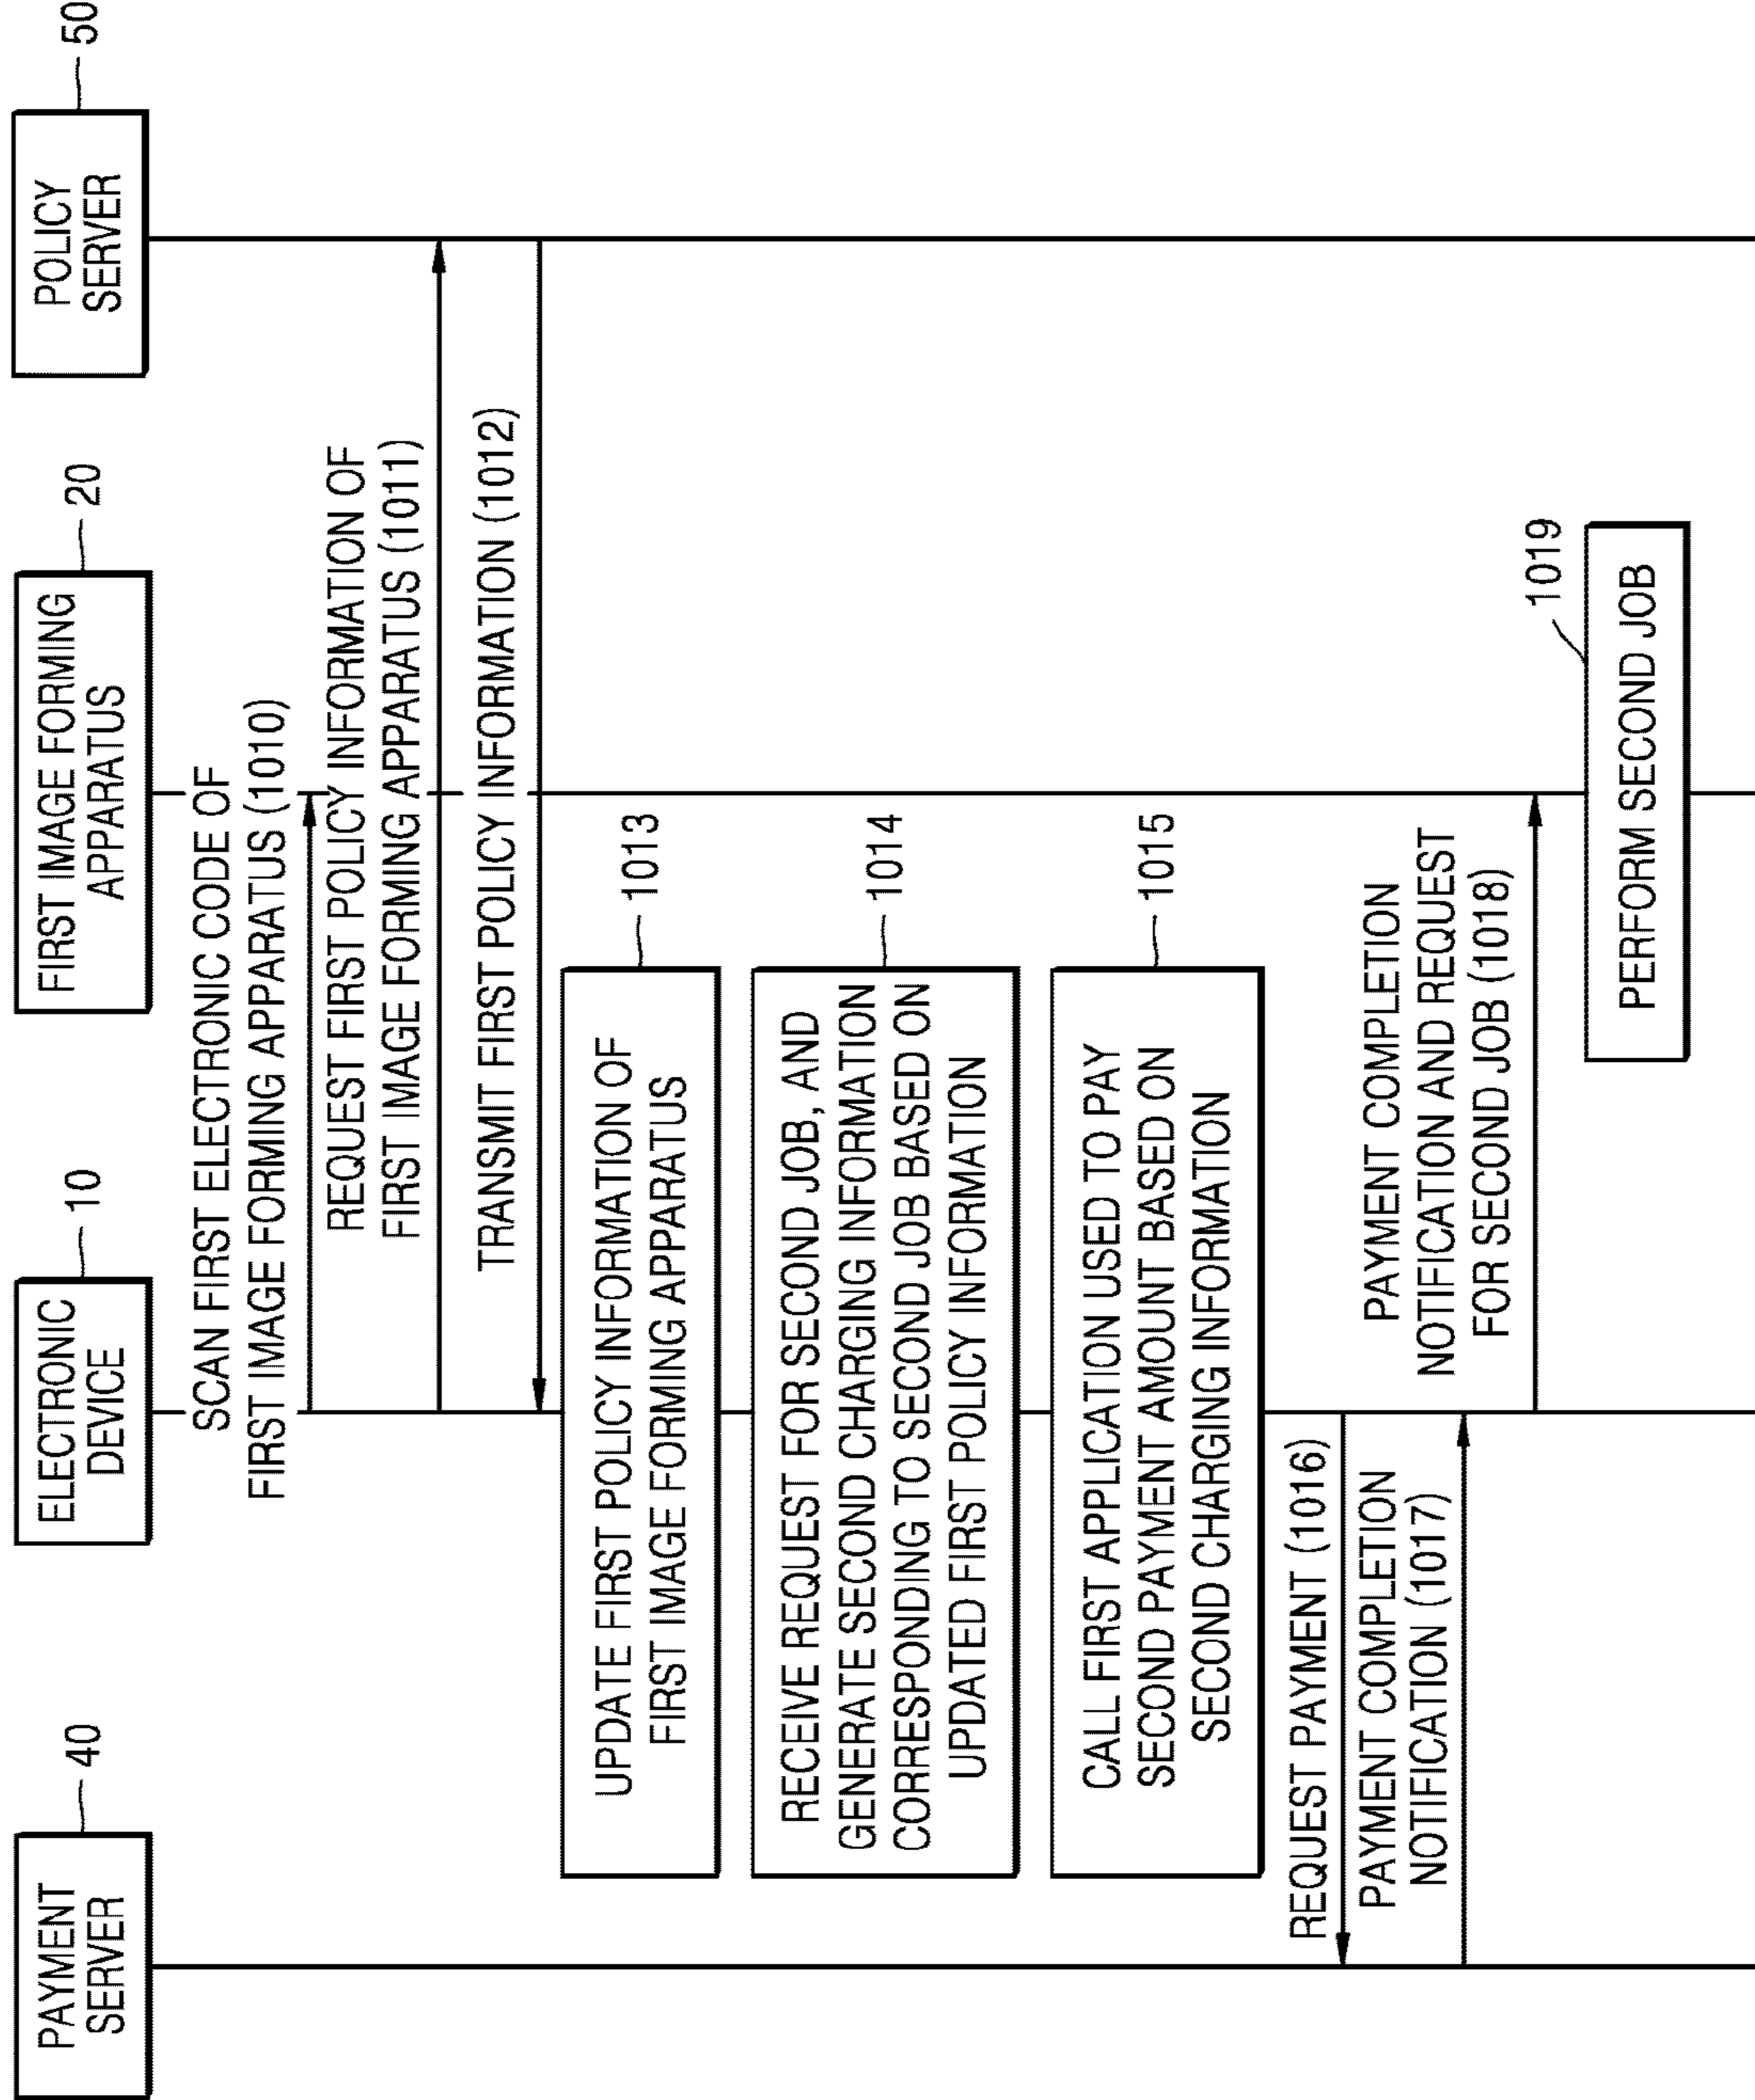 PAYMENT
SERVER
40
ELECTRONIC
DEVICE
10
FIRST IMAGE FORMING
APPARATUS
20
POLICY
SERVER
50
SCAN FIRST ELECTRONIC CODE OF
FIRST IMAGE FORMING APPARATUS (1010)
REQUEST FIRST POLICY INFORMATION OF
FIRST IMAGE FORMING APPARATUS (1011)
TRANSMIT FIRST POLICY INFORMATION (1012)
UPDATE FIRST POLICY INFORMATION OF
FIRST IMAGE FORMING APPARATUS
1013
RECEIVE REQUEST FOR SECOND JOB, AND
GENERATE SECOND CHARGING INFORMATION
CORRESPONDING TO SECOND JOB BASED ON
UPDATED FIRST POLICY INFORMATION
1014
CALL FIRST APPLICATION USED TO PAY
SECOND PAYMENT AMOUNT BASED ON
SECOND CHARGING INFORMATION
1015
REQUEST PAYMENT (1016)
PAYMENT COMPLETION
NOTIFICATION (1017)
PAYMENT COMPLETION
NOTIFICATION AND REQUEST
FOR SECOND JOB (1018)
1019
PERFORM SECOND JOB